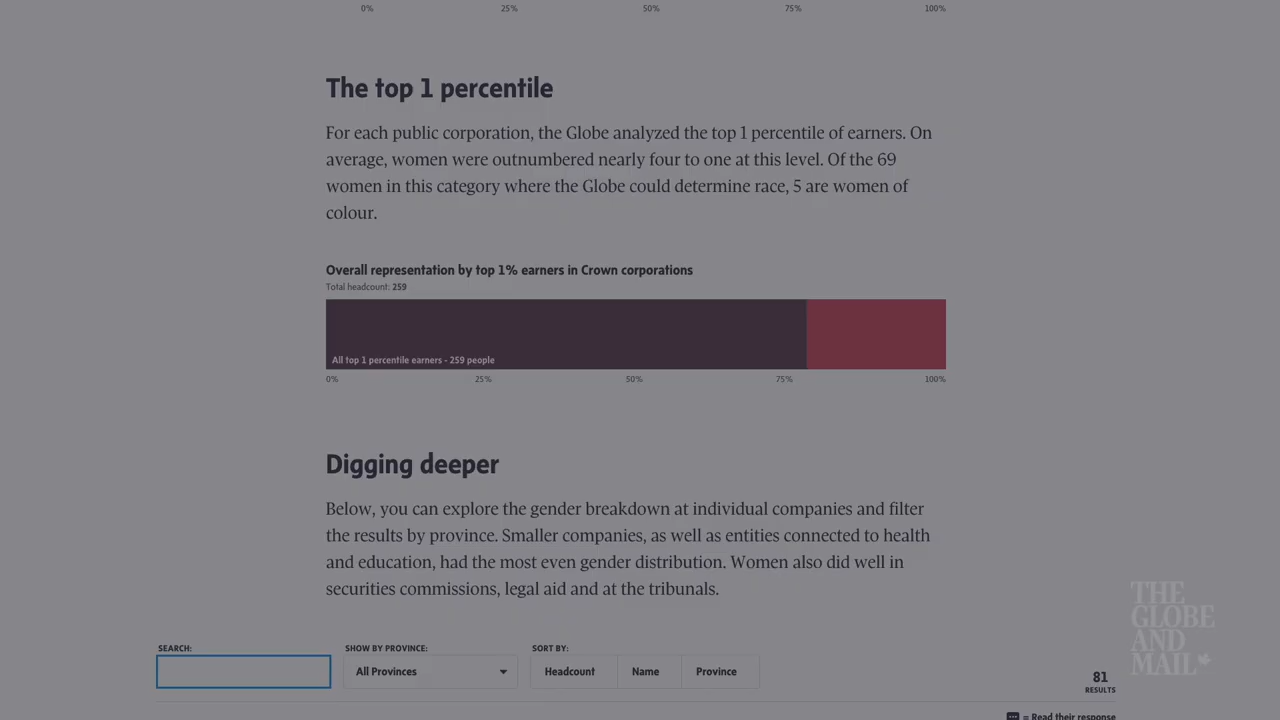 0% 25% 50% 75% 100%
The top 1 percentile
For each public corporation, the Globe analyzed the top 1 percentile of earners. On
average, women were outnumbered nearly four to one at this level. Of the 69
women in this category where the Globe could determine race, 5 are women of
colour.
Overall representation by top 1% earners in Crown corporations
Total headcount: 259
All top 1 percentile earners - 259 people
0% 25% 50% 75% 100%
Digging deeper
Below, you can explore the gender breakdown at individual companies and filter
the results by province. Smaller companies, as well as entities connected to health
and education, had the most even gender distribution. Women also did well in
securities commissions, legal aid and at the tribunals.
SEARCH: SHOW BY PROVINCE: SORT BY:
All Provinces Headcount Name Province
81
RESULTS
= Read their response
THE
GLOBE
AND
MAIL